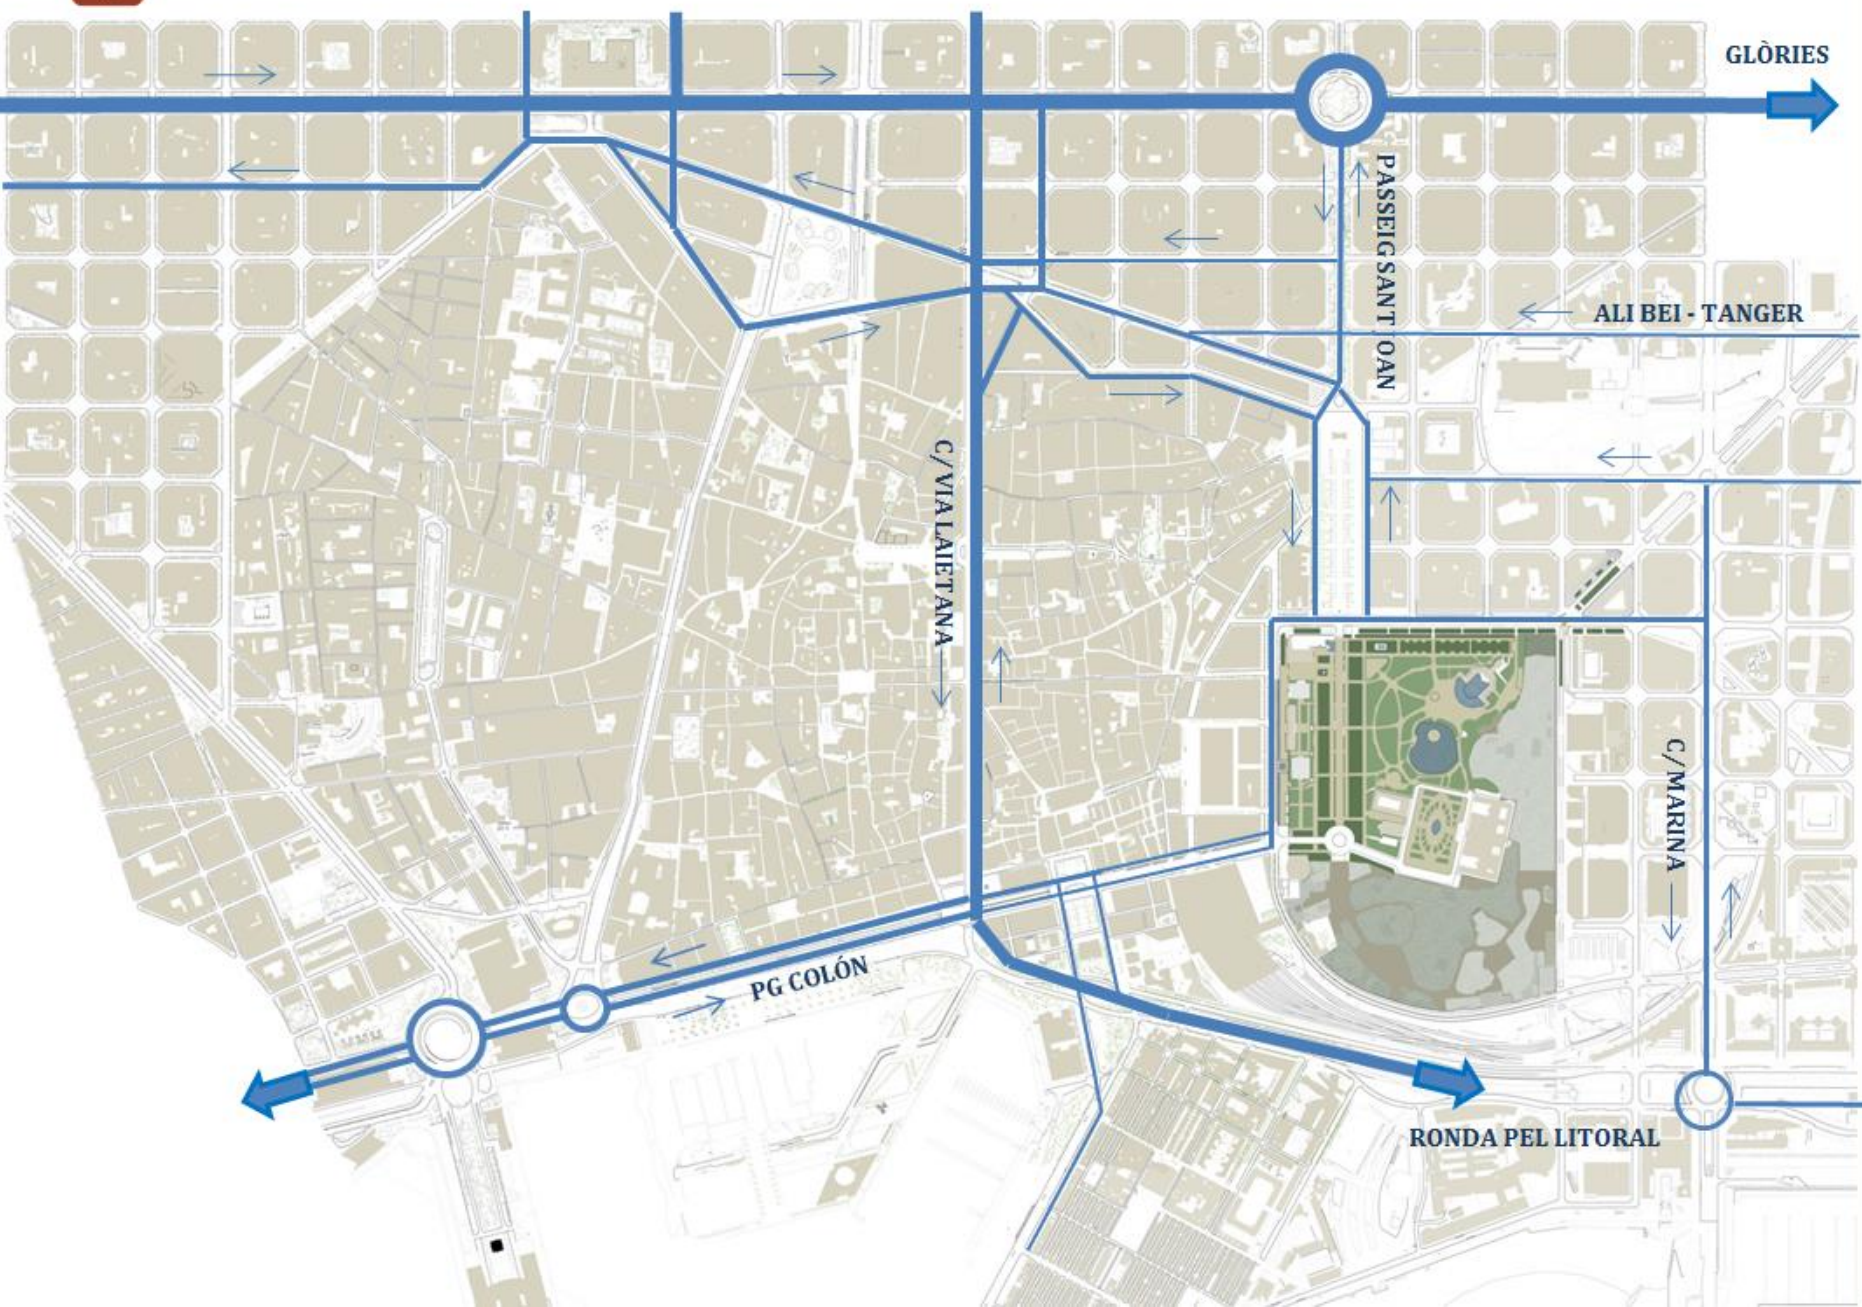 GLÒRIES
PASSEIG SANT JOAN
ALI BEI - TANGER
C/ VIA LAIETANA
C/ MARINA
PG COLÓN
RONDA PEL LITORAL